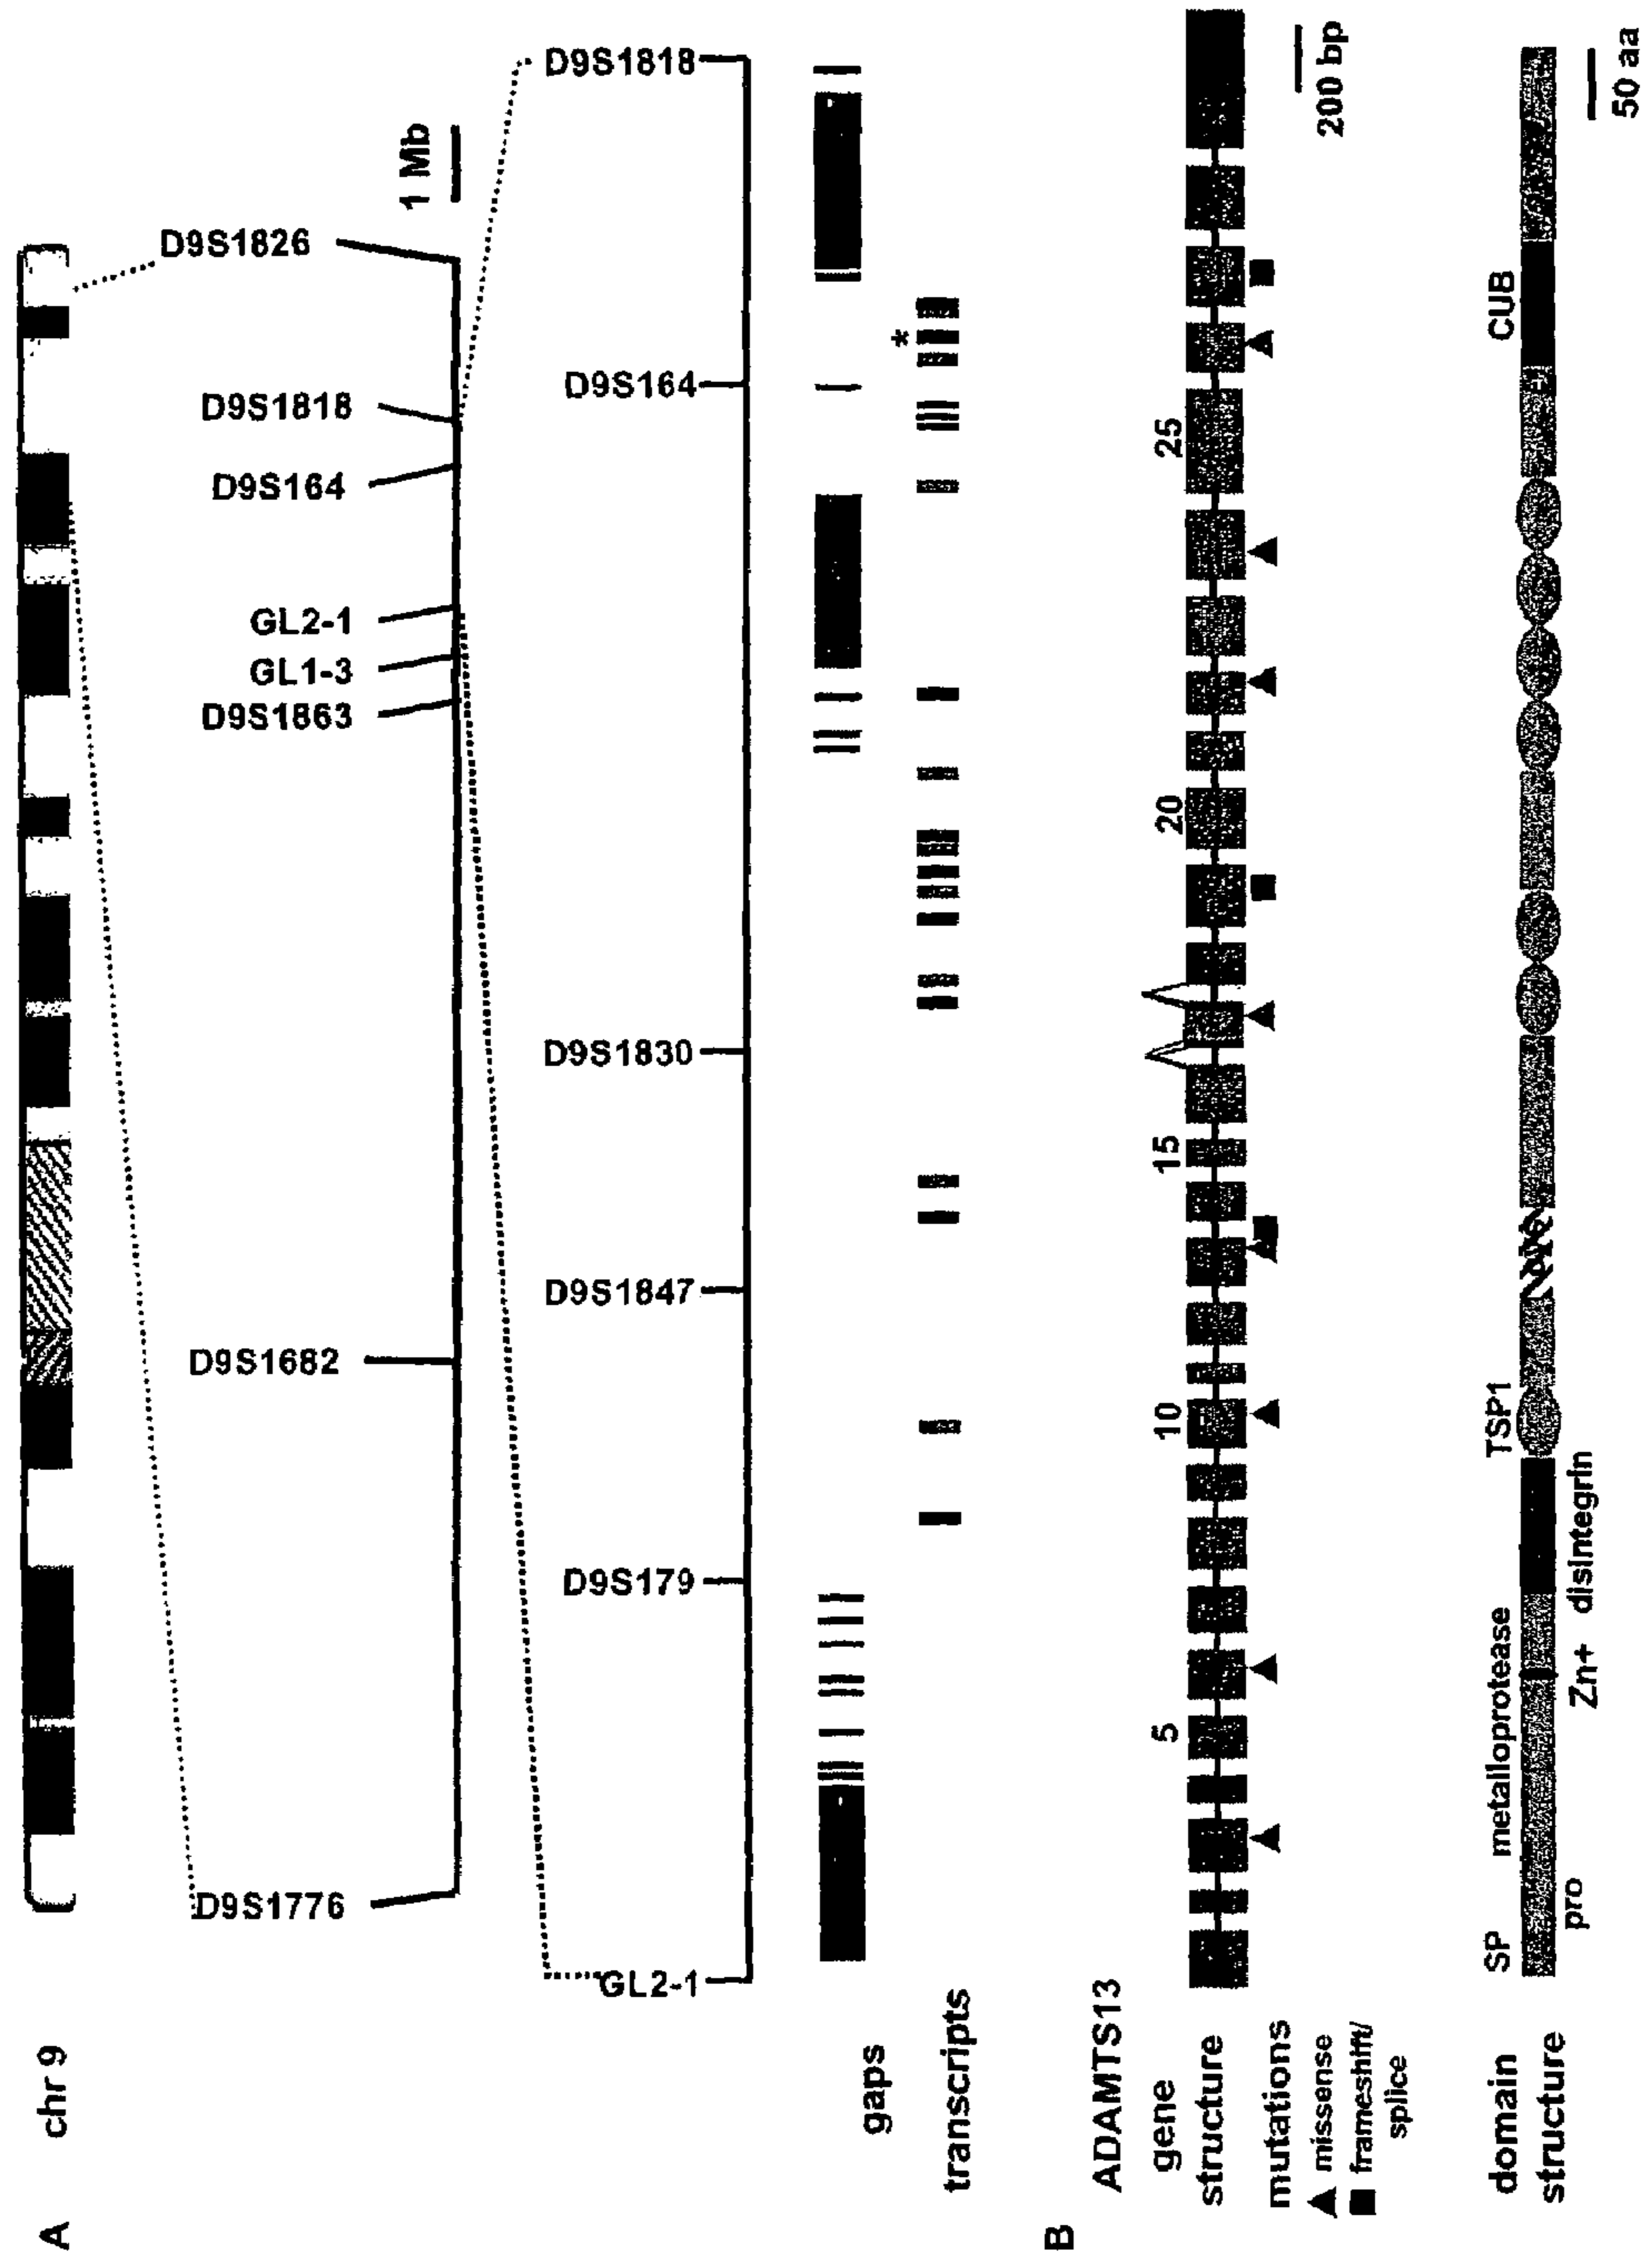 A chr 9
D9S1776
D9S1682
D9S1863
GL1-3
GL2-1
D9S164
D9S1818
D9S1826
1 Mb
GL2-1
D9S179
D9S1847
D9S1830
D9S164
D9S1818
gaps
transcripts
*
B
ADAMTS13
gene
structure
5 10 15 20 25
mutations
▲ missense
■ frameshift/
splice
200 bp
domain
structure
SP metalloprotease TSP1 CUB
pro Zn+ disintegrin
50 aa